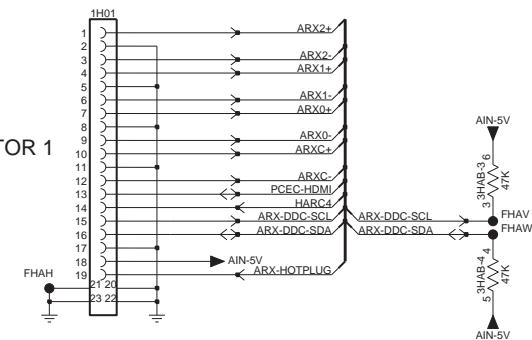 1H01
1 ARX2+
2
3 ARX2-
4 ARX1+
5
6 ARX1-
7 ARX0+
8
9 ARX0-
10 ARXC+
11
12 ARXC-
13 PCEC-HDMI
14 HARC4
15 ARX-DDC-SCL ARX-DDC-SCL
16 ARX-DDC-SDA ARX-DDC-SDA
17
18 AIN-5V
19 ARX-HOTPLUG
21 20
23 22
TOR 1
FHAH
AIN-5V
3HAB-3
3 6
47K
FHAV
FHAW
3HAB-4
5 4
47K
AIN-5V